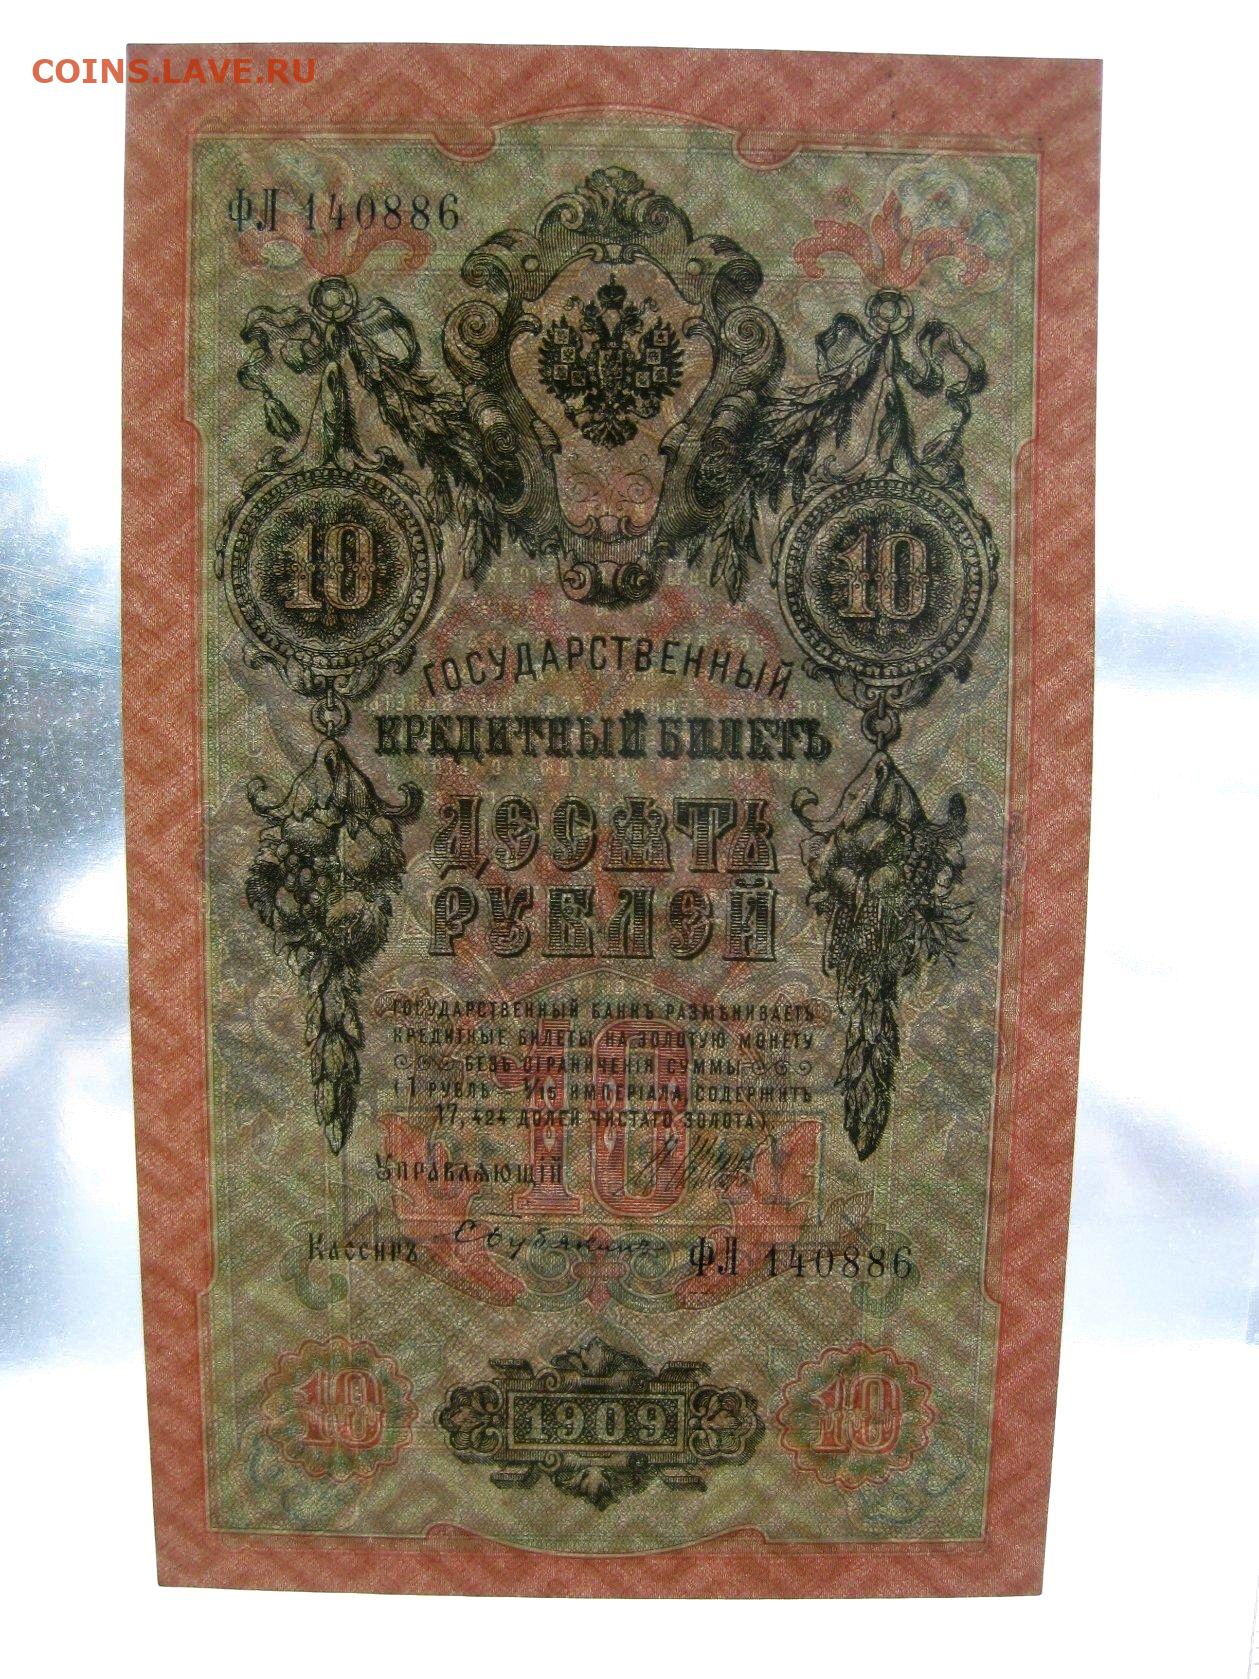 COINS.LAVE.RU
ФЛ 140886
10
10
ГОСУДАРСТВЕННЫЙ
КРЕДИТНЫЙ БИЛЕТЪ
ДЕСЯТЬ
РУБЛЕЙ
ГОСУДАРСТВЕННЫЙ БАНКЪ РАЗМѢНИВАЕТЪ
КРЕДИТНЫЕ БИЛЕТЫ НА ЗОЛОТУЮ МОНЕТУ
БЕЗЪ ОГРАНИЧЕНІЯ СУММЫ
(1 РУБЛЬ – 1/15 ИМПЕРІАЛА, СОДЕРЖИТЪ
17,424 ДОЛЕЙ ЧИСТАГО ЗОЛОТА).
10
УПРАВЛЯЮЩІЙ
КАССИРЪ
ФЛ 140886
10
1909
10